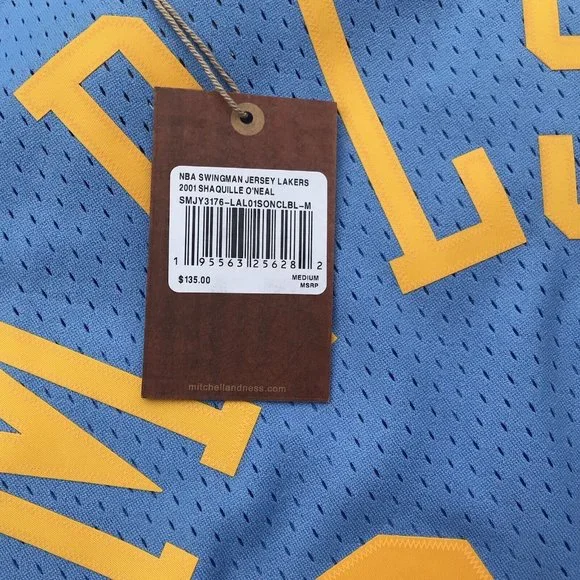 NBA SWINGMAN JERSEY LAKERS
2001 SHAQUILLE O'NEAL
SMJY3176-LAL01SONCLBL-M
1 95563 25628 2
$135.00
MEDIUM
MSRP
mitchellandness.com
MPLS